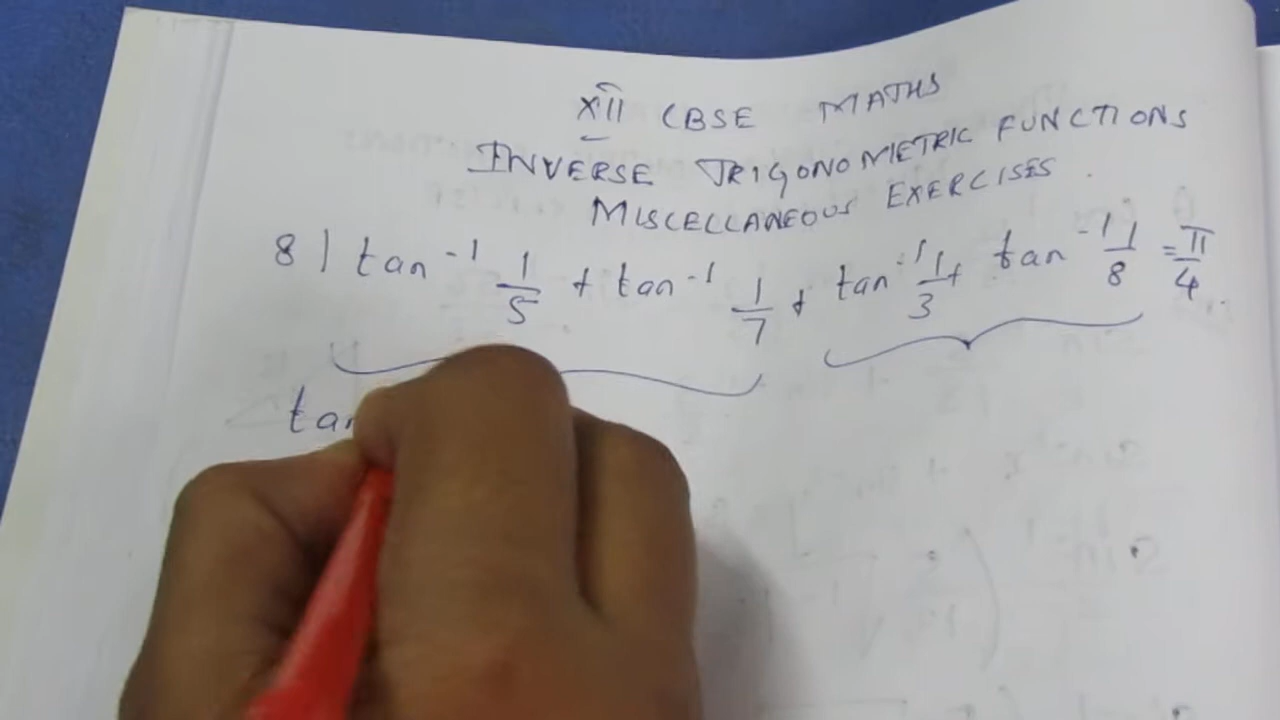 XII CBSE MATHS
INVERSE TRIGONOMETRIC FUNCTIONS
MISCELLANEOUS EXERCISES
8) tan⁻¹ 1/5 + tan⁻¹ 1/7 + tan⁻¹ 1/3 + tan⁻¹ 1/8 = π/4
tan